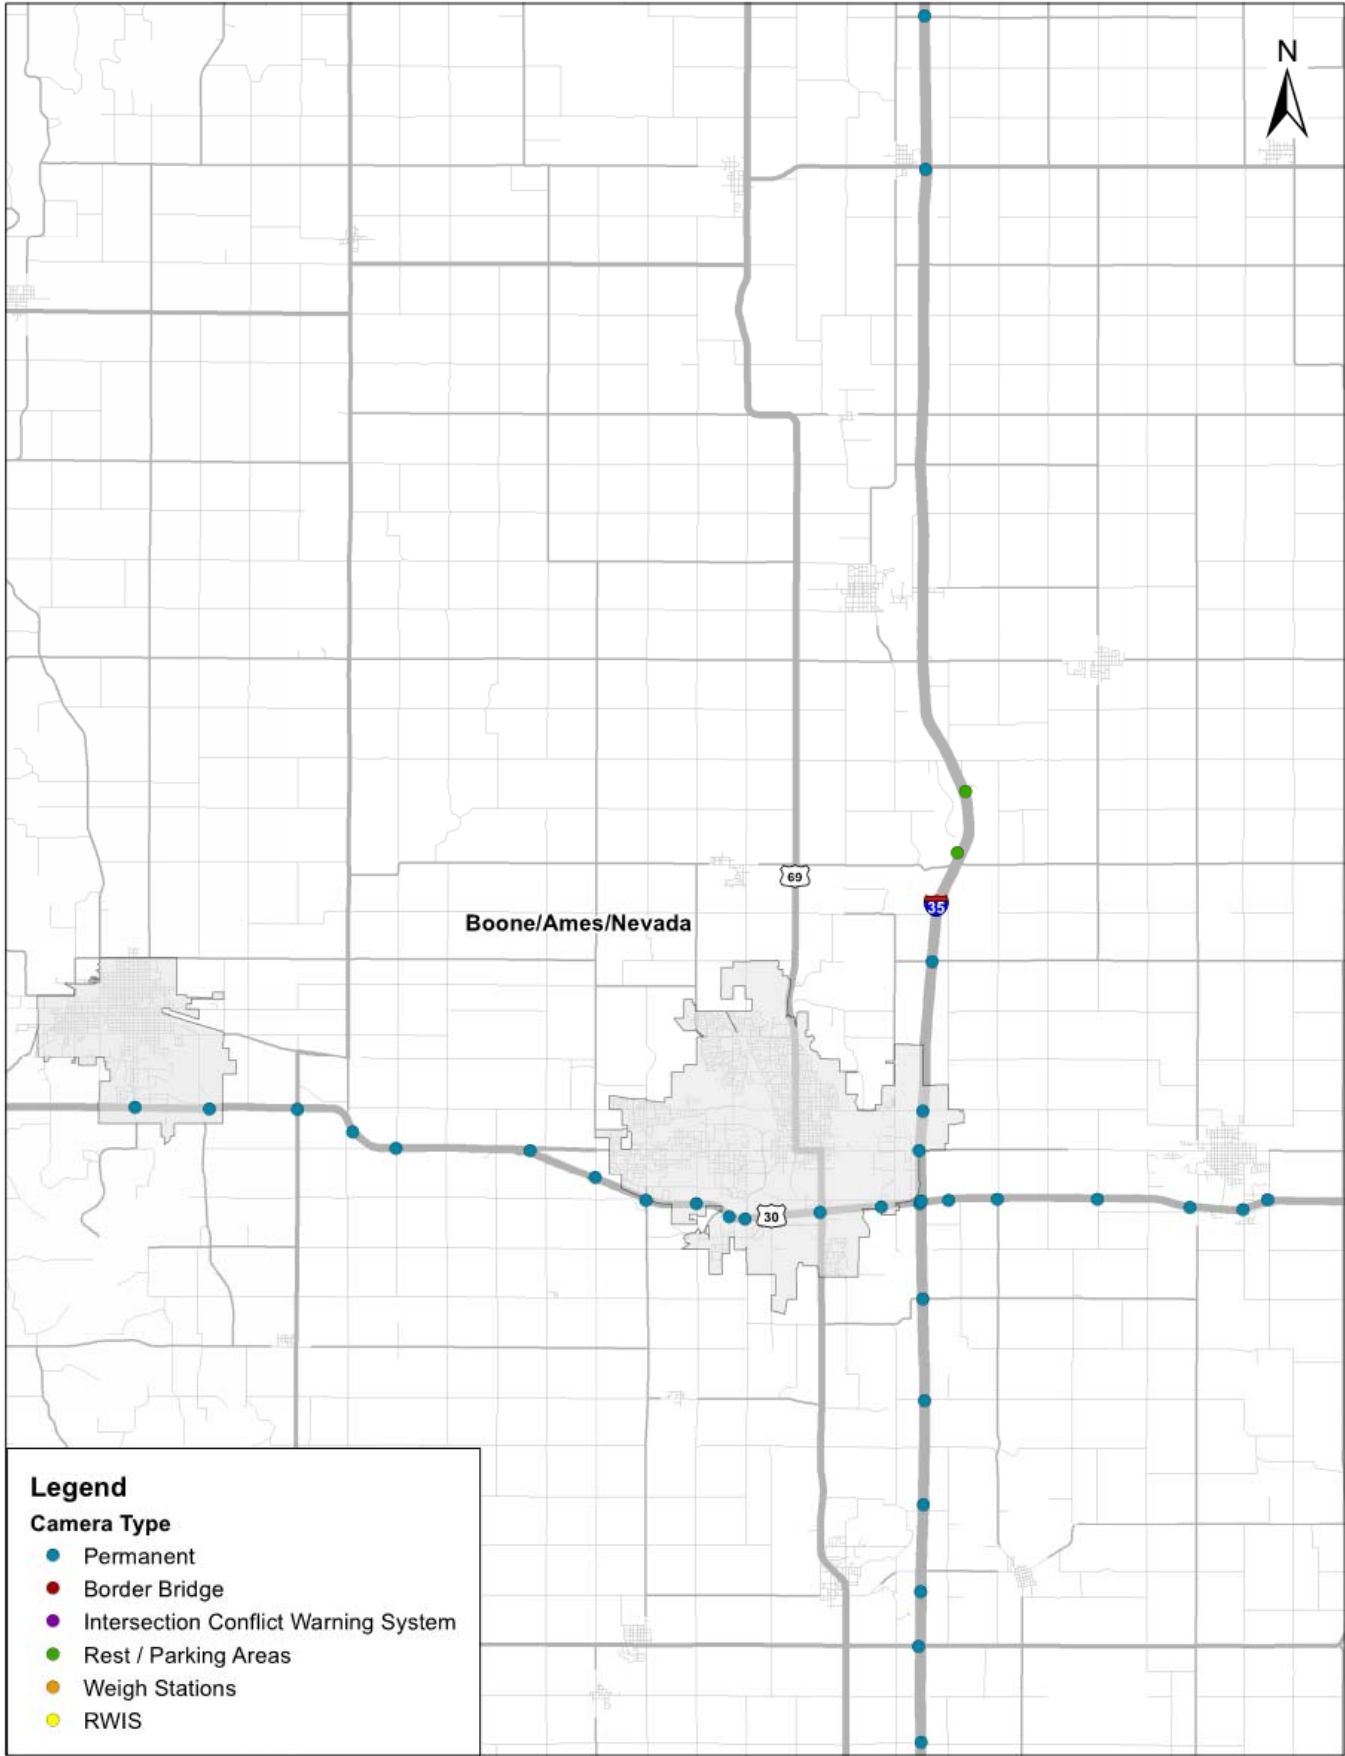 N
69
35
Boone/Ames/Nevada
30
Legend
Camera Type
Permanent
Border Bridge
Intersection Conflict Warning System
Rest / Parking Areas
Weigh Stations
RWIS